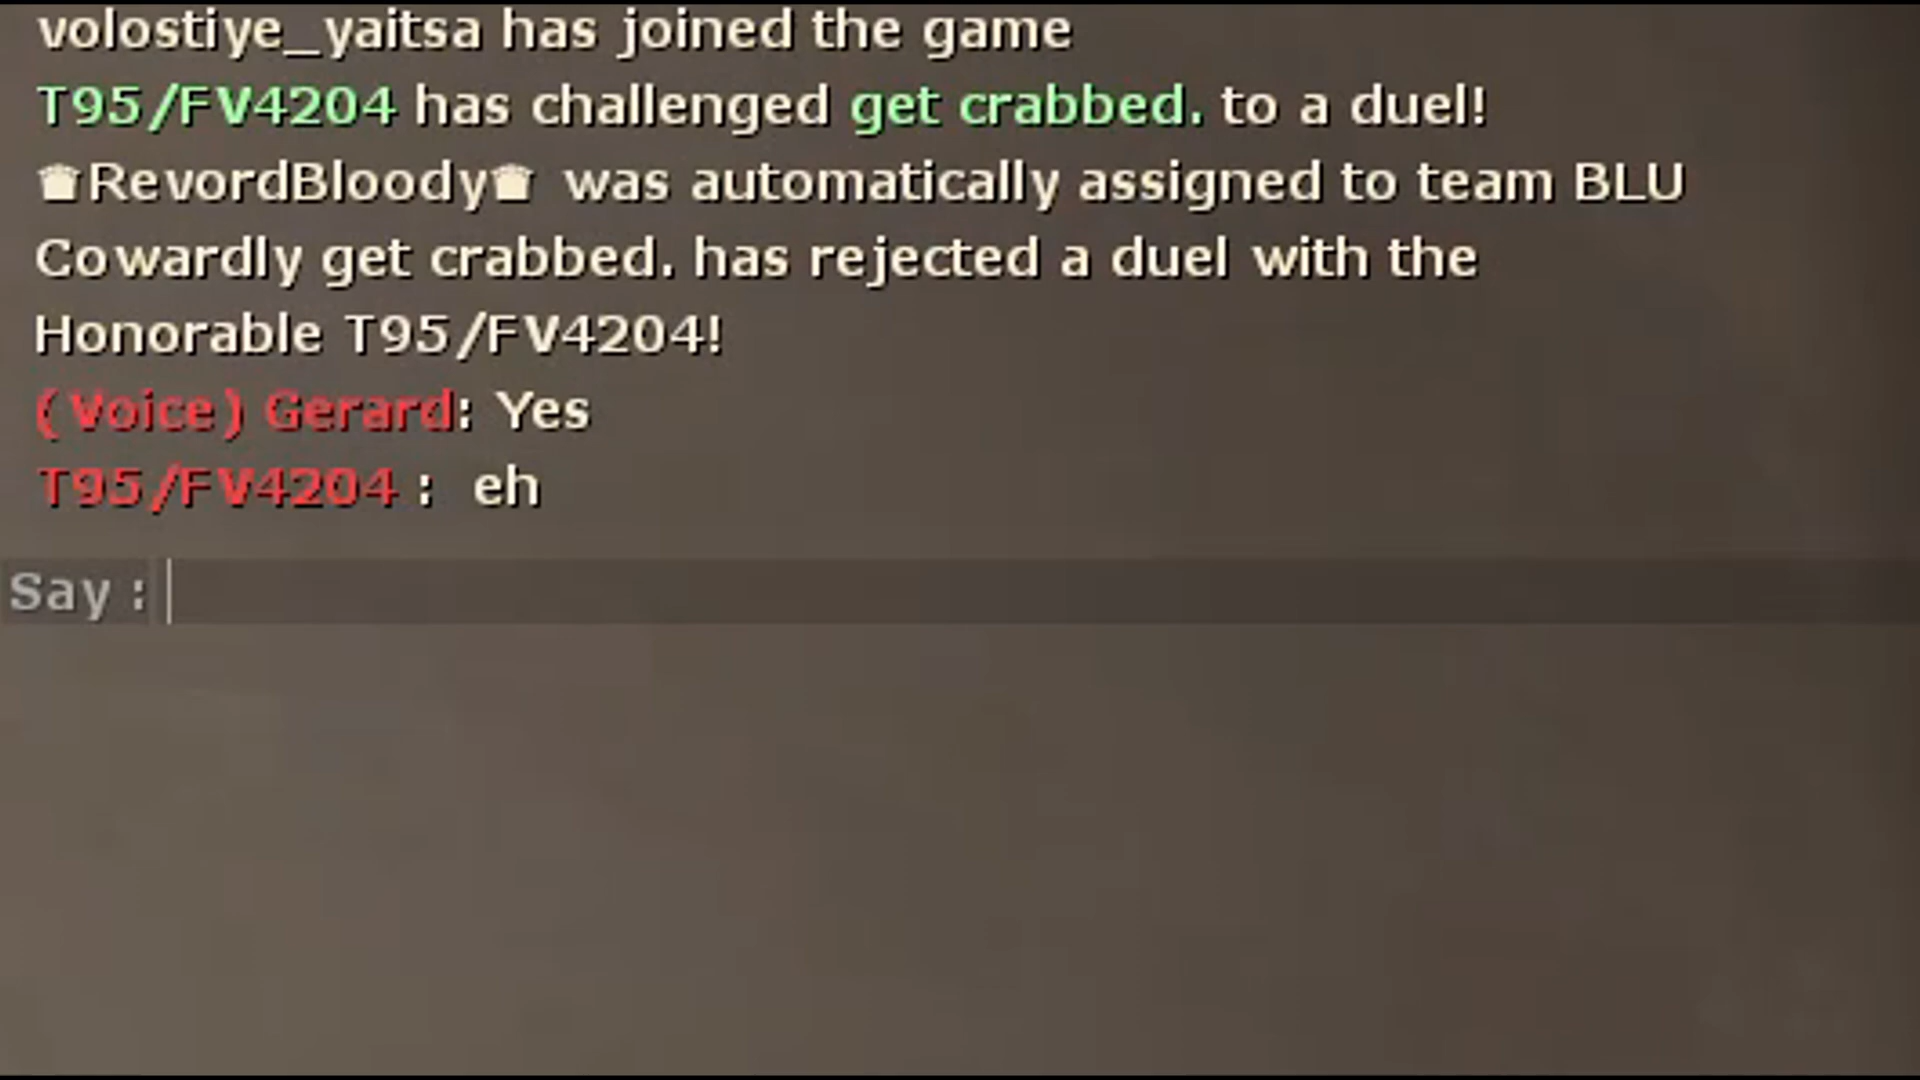 volostiye_yaitsa has joined the game
T95/FV4204 has challenged get crabbed. to a duel!
♛RevordBloody♛ was automatically assigned to team BLU
Cowardly get crabbed. has rejected a duel with the
Honorable T95/FV4204!
(Voice) Gerard: Yes
T95/FV4204 :  eh
Say :